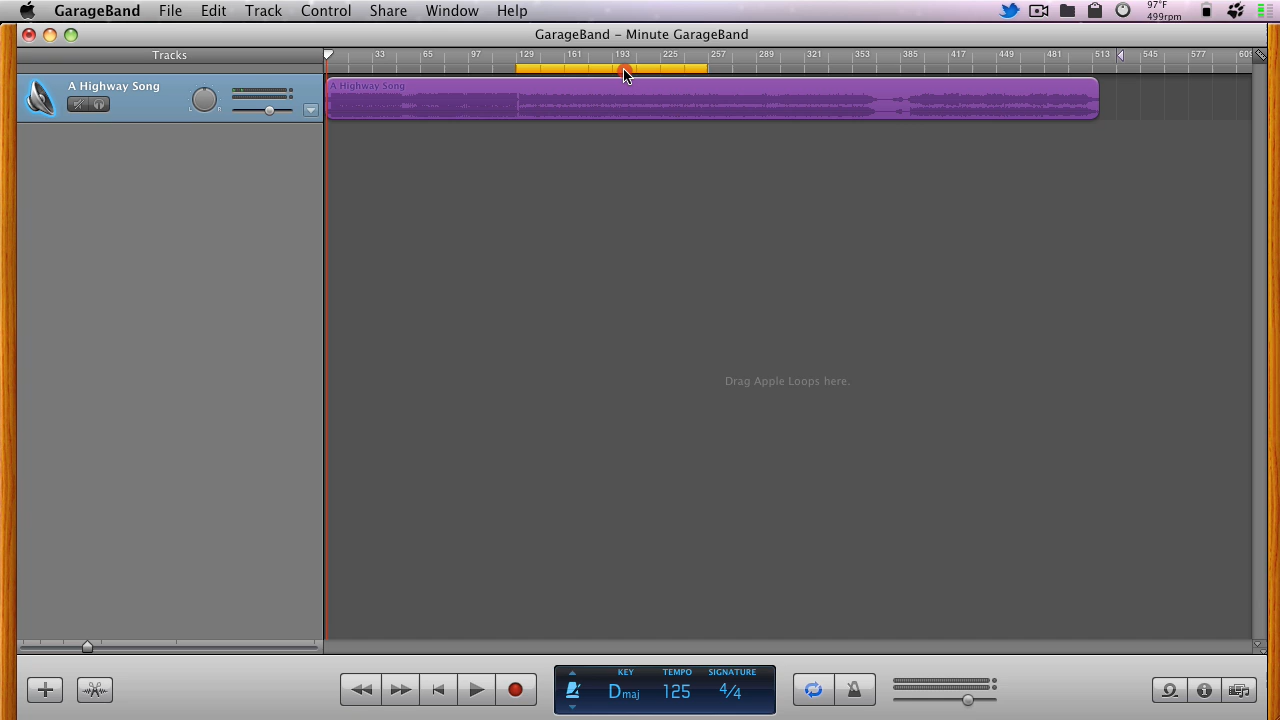 GarageBand File Edit Track Control Share Window Help
97°F
499rpm
GarageBand – Minute GarageBand
Tracks
33 65 97 129 161 193 225 257 289 321 353 385 417 449 481 513 545 577 609
A Highway Song
A Highway Song
L R
Drag Apple Loops here.
KEY TEMPO SIGNATURE
Dmaj 125 4/4